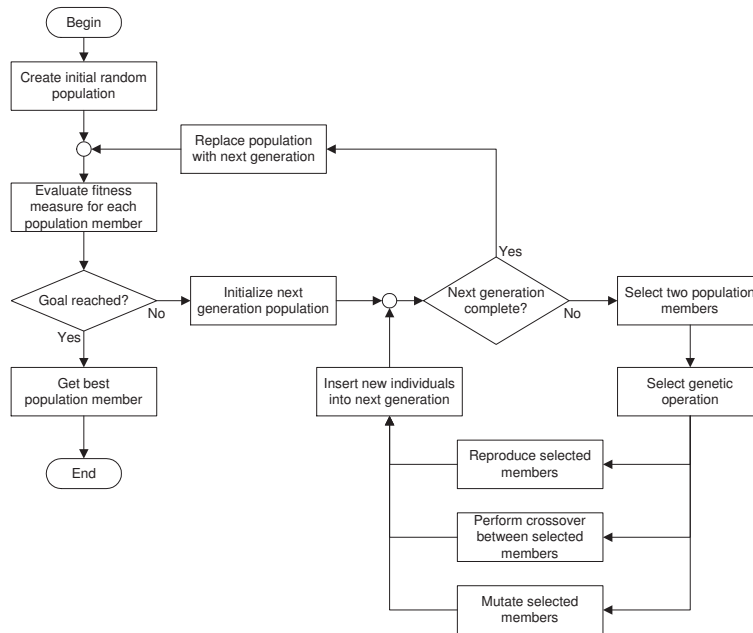 Begin
Create initial random
population
Replace population
with next generation
Evaluate fitness
measure for each
population member
Yes
Goal reached?
No
Initialize next
generation population
Next generation
complete?
No
Select two population
members
Yes
Get best
population member
Insert new individuals
into next generation
Select genetic
operation
End
Reproduce selected
members
Perform crossover
between selected
members
Mutate selected
members